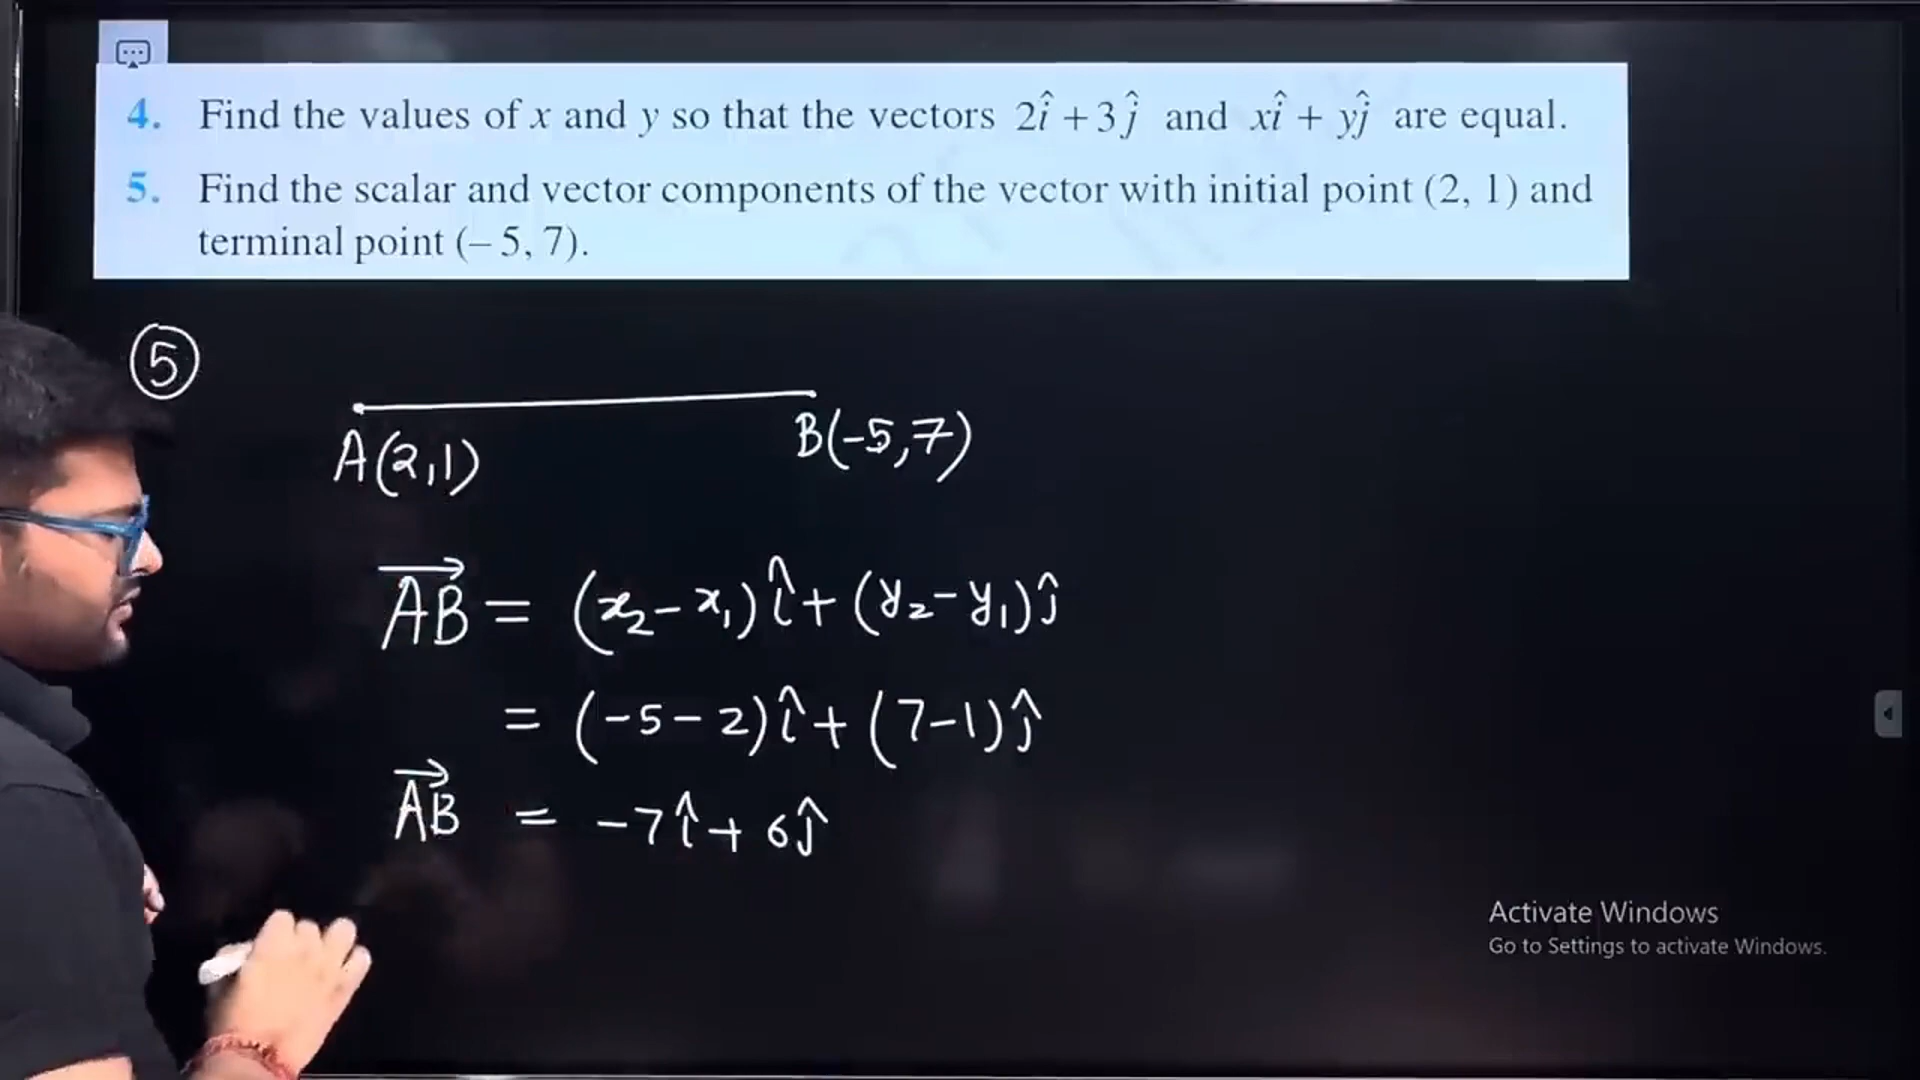 4. Find the values of x and y so that the vectors 2î + 3ĵ and xî + yĵ are equal.
5. Find the scalar and vector components of the vector with initial point (2, 1) and
terminal point (– 5, 7).
⑤
A(2,1) B(-5,7)
\overrightarrow{AB} = (x₂ - x₁)î + (y₂ - y₁)ĵ
= (-5 - 2)î + (7-1)ĵ
\overrightarrow{AB} = -7î + 6ĵ
Activate Windows
Go to Settings to activate Windows.